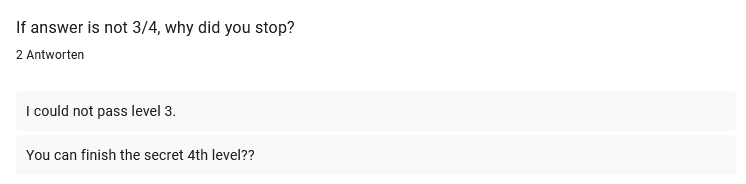 If answer is not 3/4, why did you stop?
2 Antworten
I could not pass level 3.
You can finish the secret 4th level??